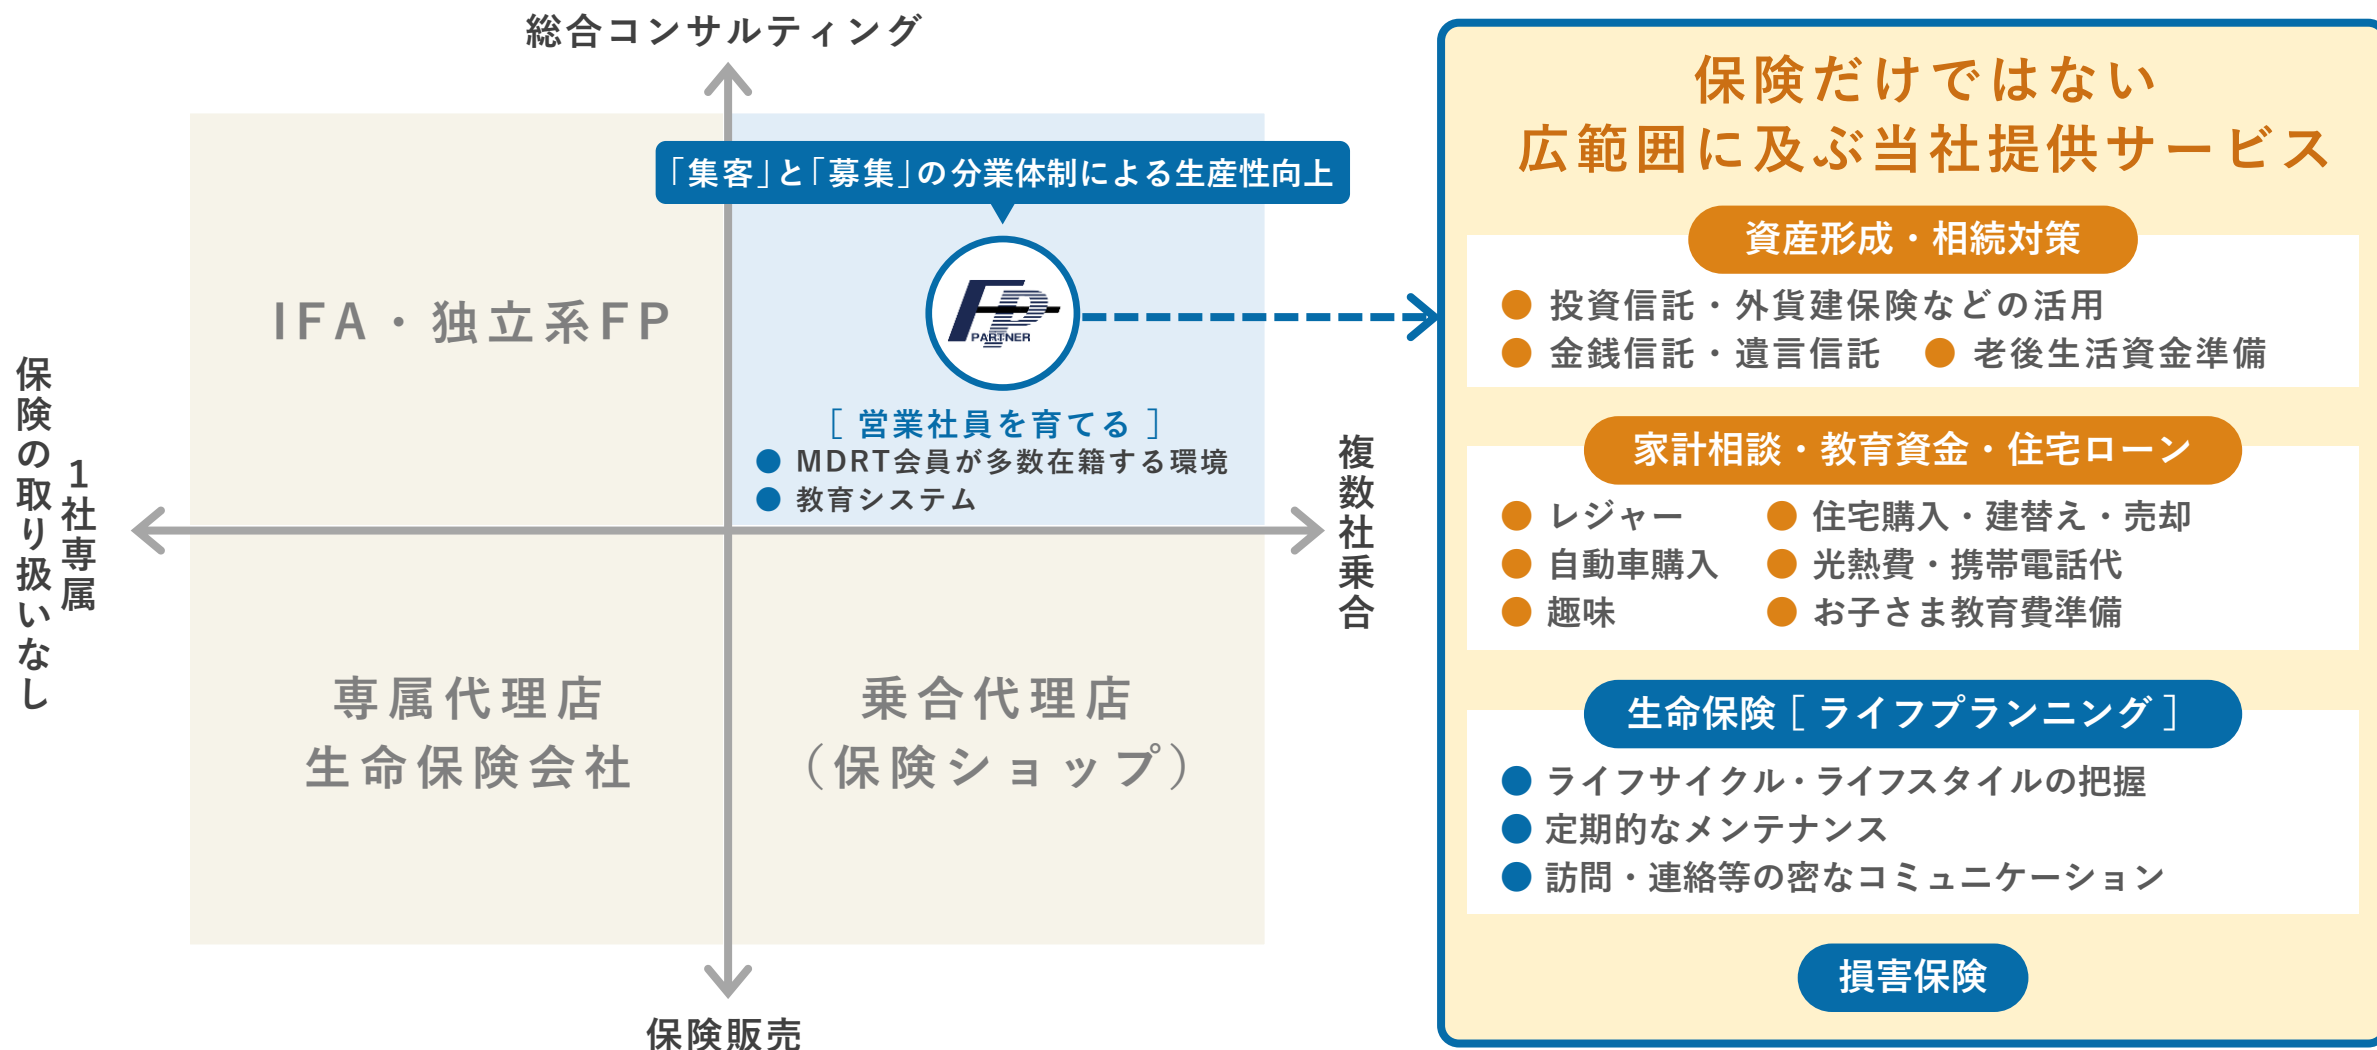 総合コンサルティング
「集客」と「募集」の分業体制による生産性向上
IFA・独立系FP
FP
PARTNER
[ 営業社員を育てる ]
● MDRT会員が多数在籍する環境
● 教育システム
1社専属
保険の取り扱いなし
複数社乗合
専属代理店
生命保険会社
乗合代理店
（保険ショップ）
保険販売
保険だけではない
広範囲に及ぶ当社提供サービス
資産形成・相続対策
● 投資信託・外貨建保険などの活用
● 金銭信託・遺言信託 ● 老後生活資金準備
家計相談・教育資金・住宅ローン
● レジャー ● 住宅購入・建替え・売却
● 自動車購入 ● 光熱費・携帯電話代
● 趣味 ● お子さま教育費準備
生命保険［ ライフプランニング ］
● ライフサイクル・ライフスタイルの把握
● 定期的なメンテナンス
● 訪問・連絡等の密なコミュニケーション
損害保険